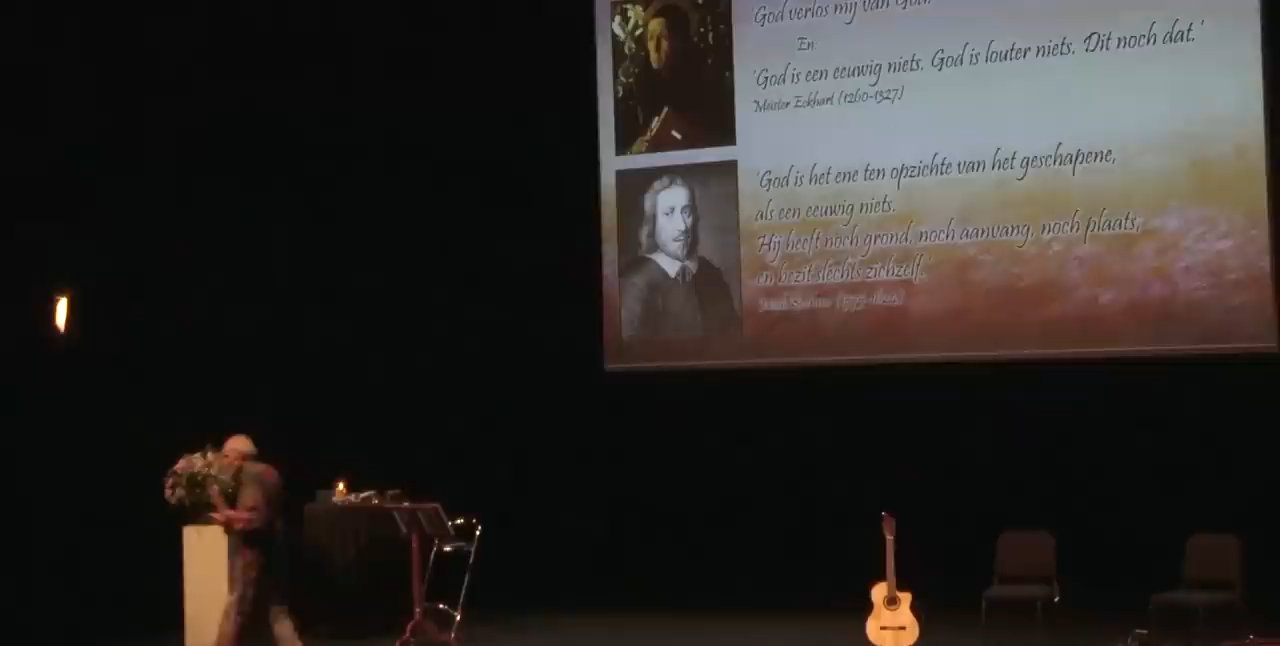 'God verlos mij van God.'
En:
'God is een eeuwig niets. God is louter niets. Dit noch dat.'
Meister Eckhart (1260-1327)
'God is het ene ten opzichte van het geschapene,
als een eeuwig niets.
Hij heeft noch grond, noch aanvang, noch plaats,
en bezit slechts zichzelf.'